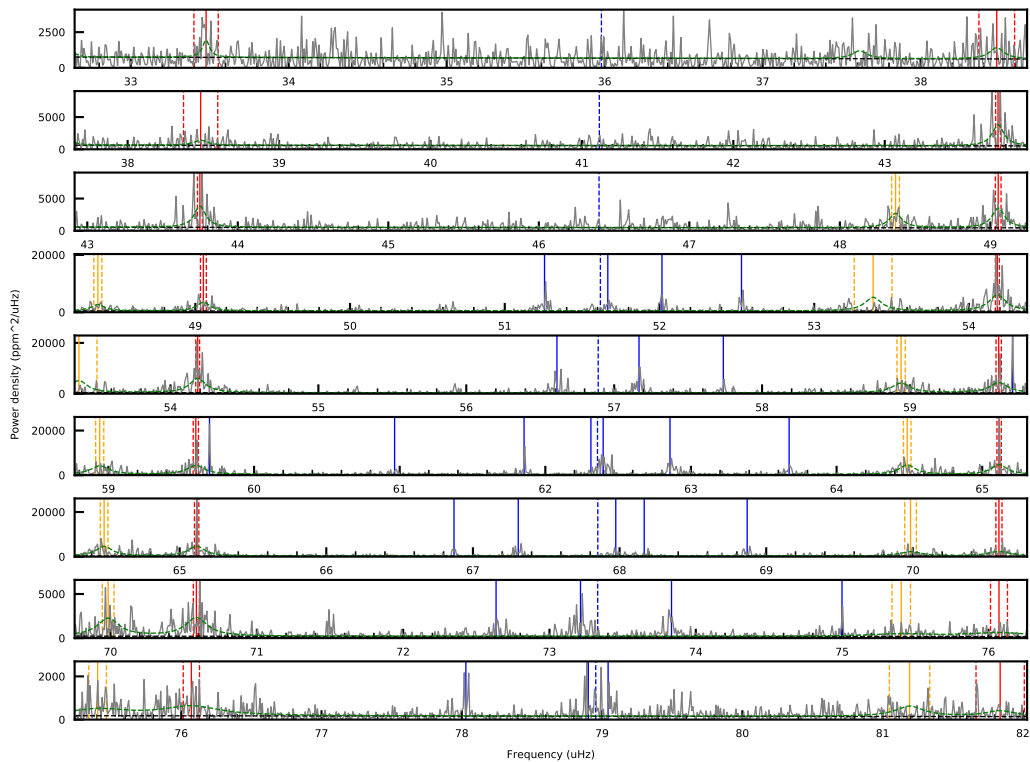 2500
0
33 34 35 36 37 38
5000
0
38 39 40 41 42 43
5000
0
43 44 45 46 47 48 49
20000
0
49 50 51 52 53 54
20000
0
54 55 56 57 58 59
20000
0
59 60 61 62 63 64 65
20000
0
65 66 67 68 69 70
5000
0
70 71 72 73 74 75 76
2000
0
76 77 78 79 80 81 82
Power density (ppm^2/uHz)
Frequency (uHz)